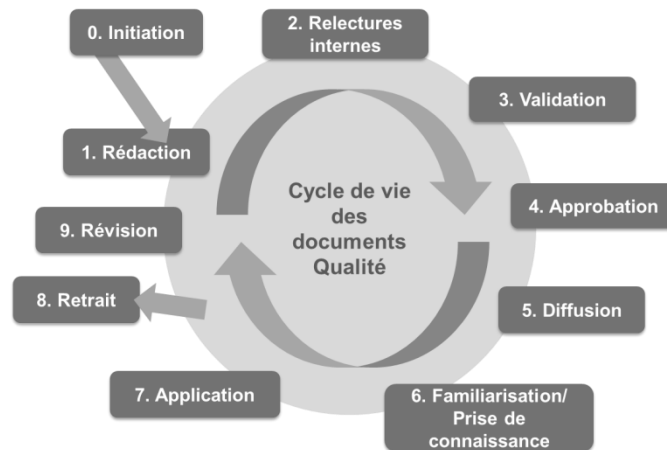 0. Initiation
1. Rédaction
2. Relectures
internes
3. Validation
4. Approbation
5. Diffusion
6. Familiarisation/
Prise de
connaissance
7. Application
8. Retrait
9. Révision
Cycle de vie
des
documents
Qualité